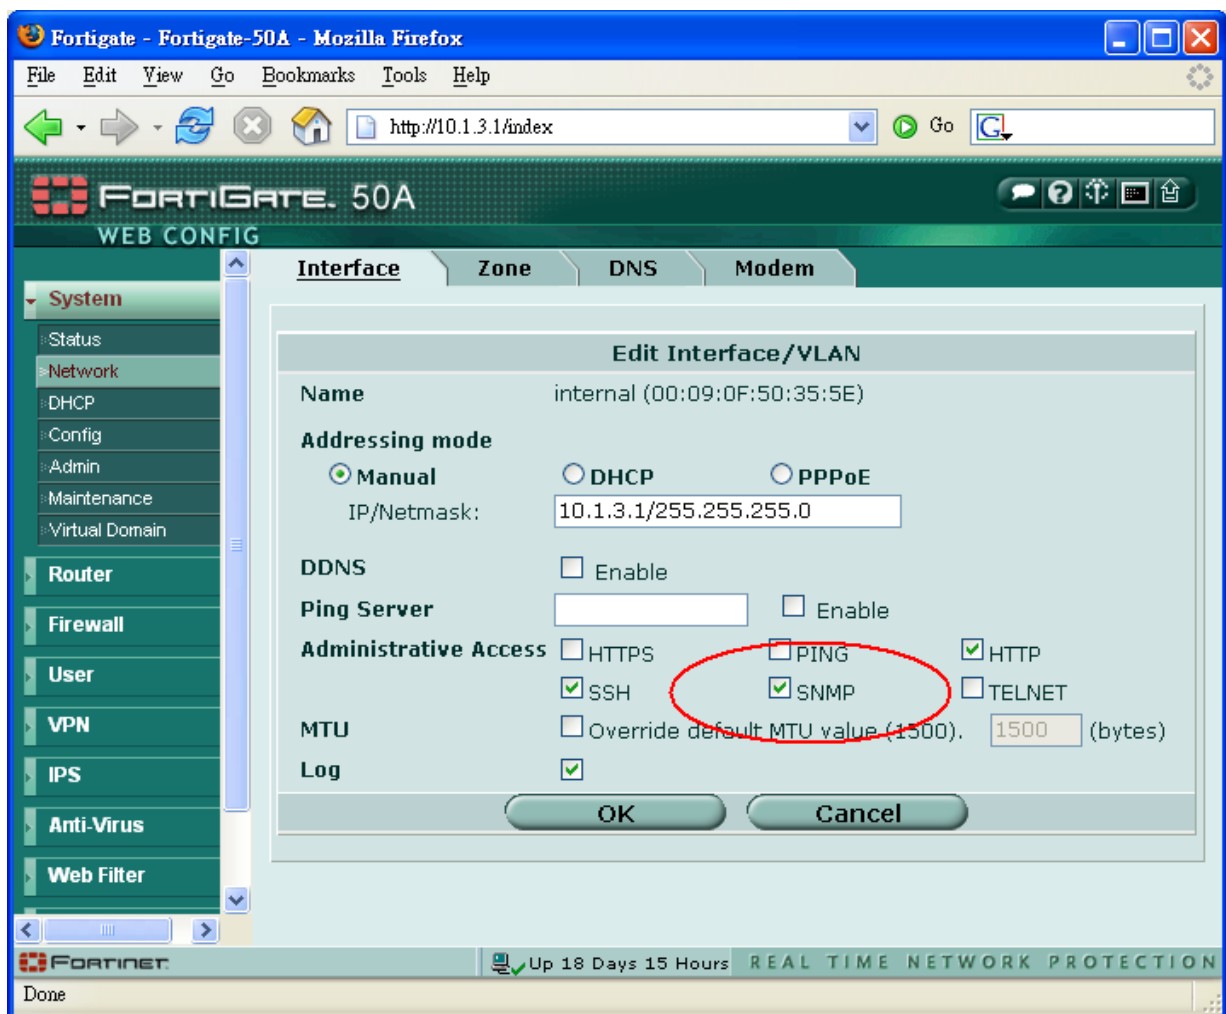 Fortigate - Fortigate-50A - Mozilla Firefox
File Edit View Go Bookmarks Tools Help
http://10.1.3.1/index Go G
FORTIGATE. 50A
WEB CONFIG
Interface Zone DNS Modem
System
Status
Network
DHCP
Config
Admin
Maintenance
Virtual Domain
Router
Firewall
User
VPN
IPS
Anti-Virus
Web Filter
Edit Interface/VLAN
Name internal (00:09:0F:50:35:5E)
Addressing mode
Manual DHCP PPPoE
IP/Netmask: 10.1.3.1/255.255.255.0
DDNS Enable
Ping Server Enable
Administrative Access HTTPS PING HTTP
SSH SNMP TELNET
MTU Override default MTU value (1500). 1500 (bytes)
Log
OK Cancel
FORTINET Up 18 Days 15 Hours REAL TIME NETWORK PROTECTION
Done